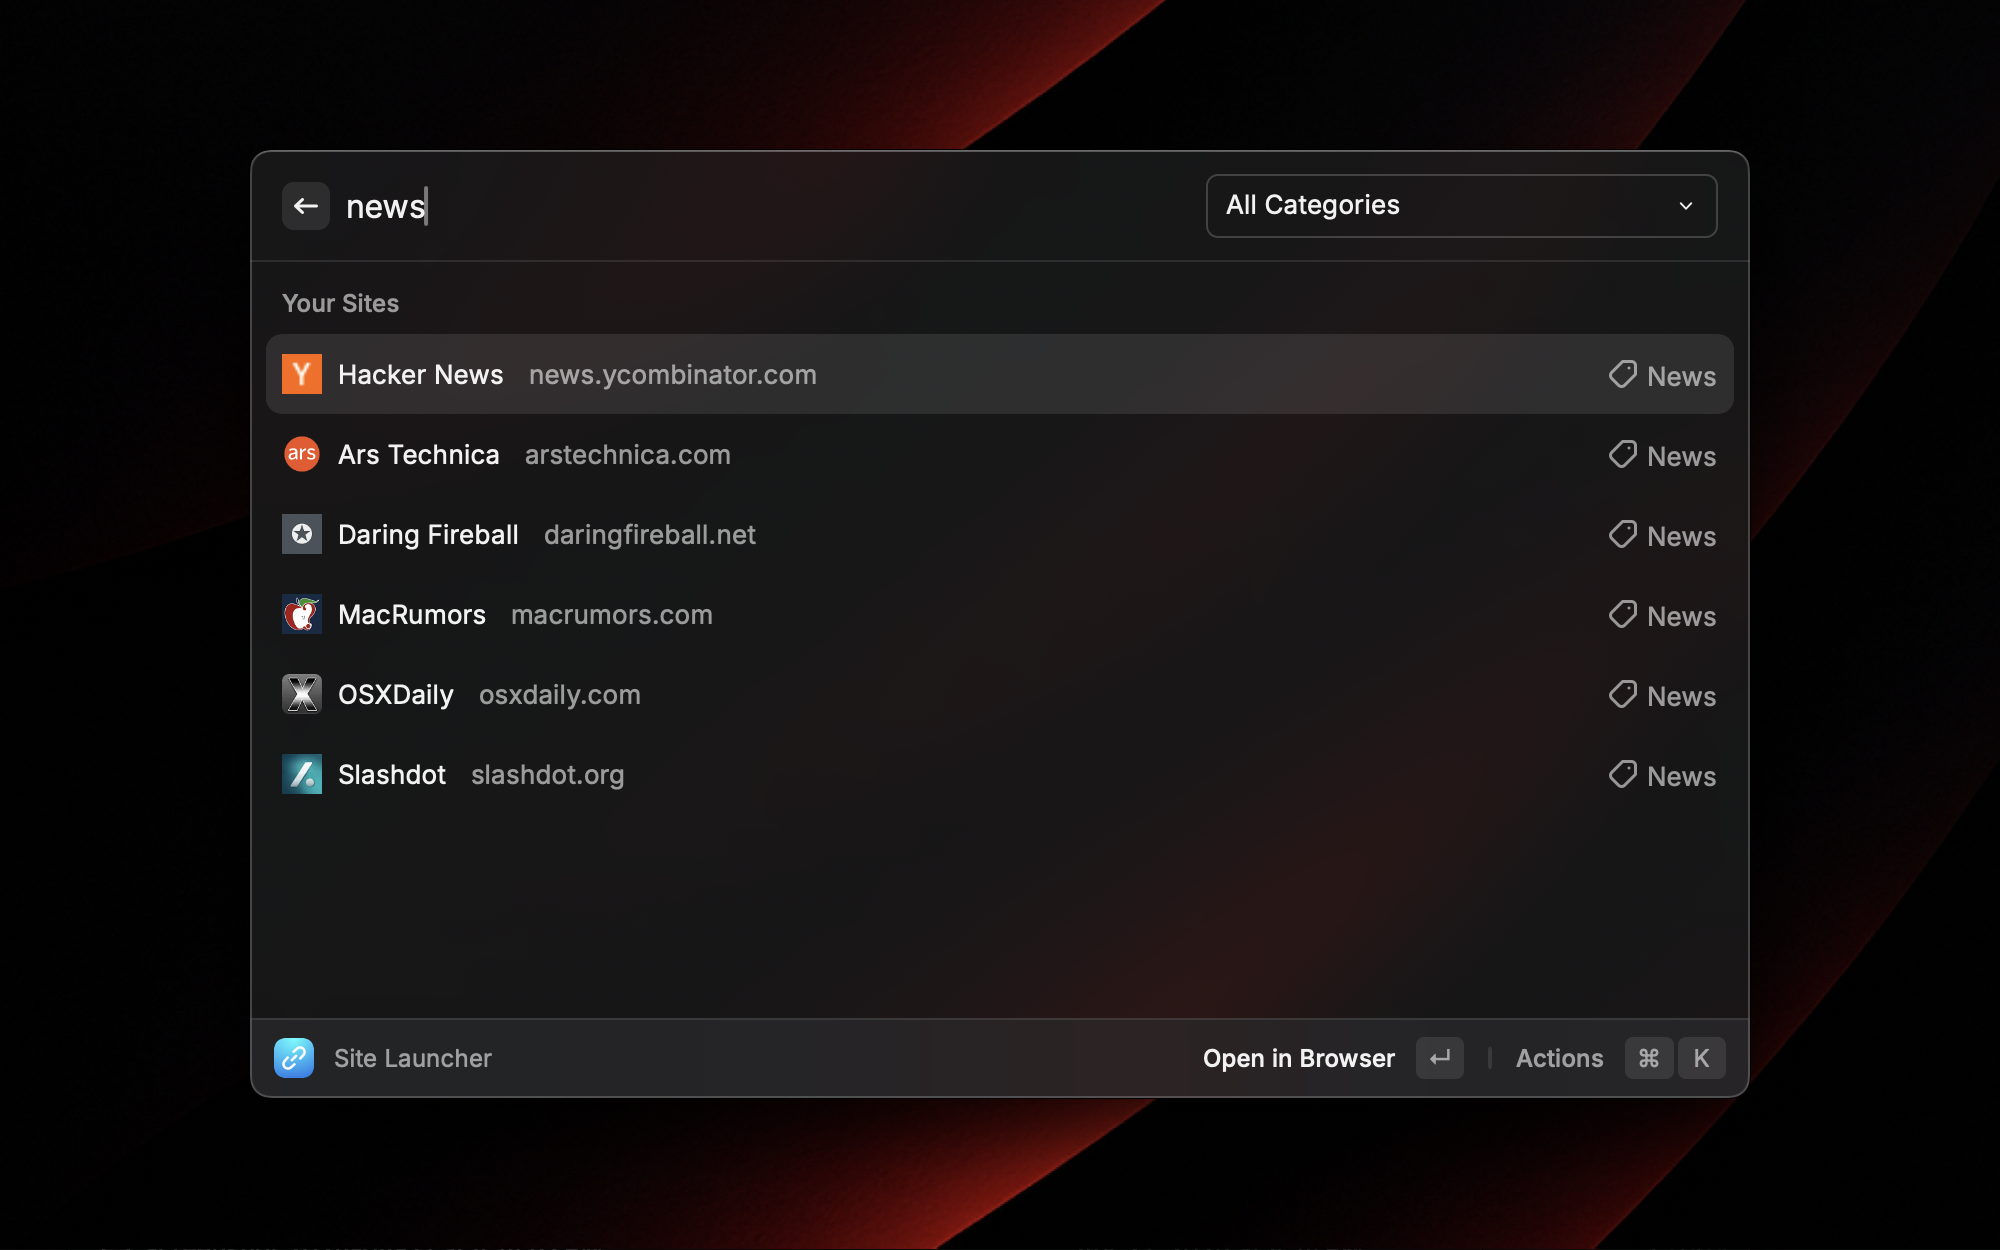 news
All Categories
Your Sites
Y Hacker News news.ycombinator.com News
ars Ars Technica arstechnica.com News
Daring Fireball daringfireball.net News
MacRumors macrumors.com News
X OSXDaily osxdaily.com News
Slashdot slashdot.org News
Site Launcher Open in Browser ↵ Actions ⌘ K